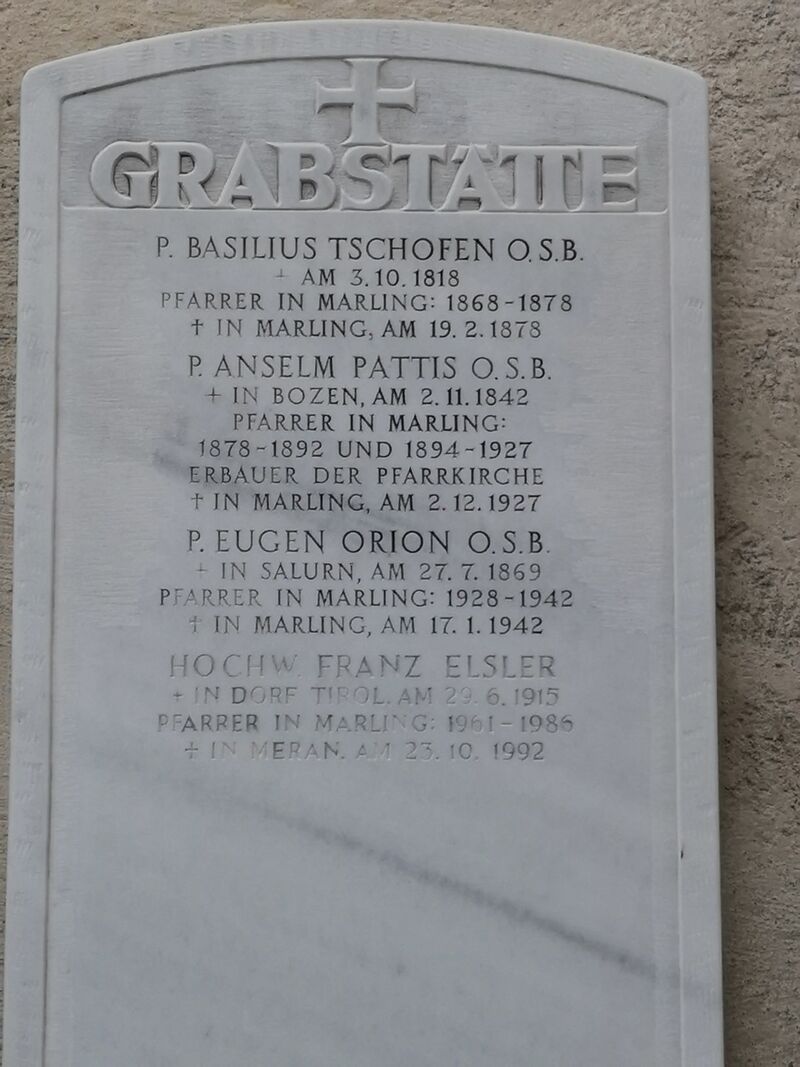 GRABSTÄTTE
P. BASILIUS TSCHOFEN O.S.B.
+ AM 3.10.1818
PFARRER IN MARLING: 1868-1878
† IN MARLING, AM 19.2.1878
P. ANSELM PATTIS O.S.B.
+ IN BOZEN, AM 2.11.1842
PFARRER IN MARLING:
1878-1892 UND 1894-1927
ERBAUER DER PFARRKIRCHE
† IN MARLING, AM 2.12.1927
P. EUGEN ORION O.S.B.
+ IN SALURN, AM 27.7.1869
PFARRER IN MARLING: 1928-1942
† IN MARLING, AM 17.1.1942
HOCHW. FRANZ ELSLER
+ IN DORF TIROL. AM 29.6.1915
PFARRER IN MARLING: 1961-1986
+ IN MERAN. AM 23.10.1992